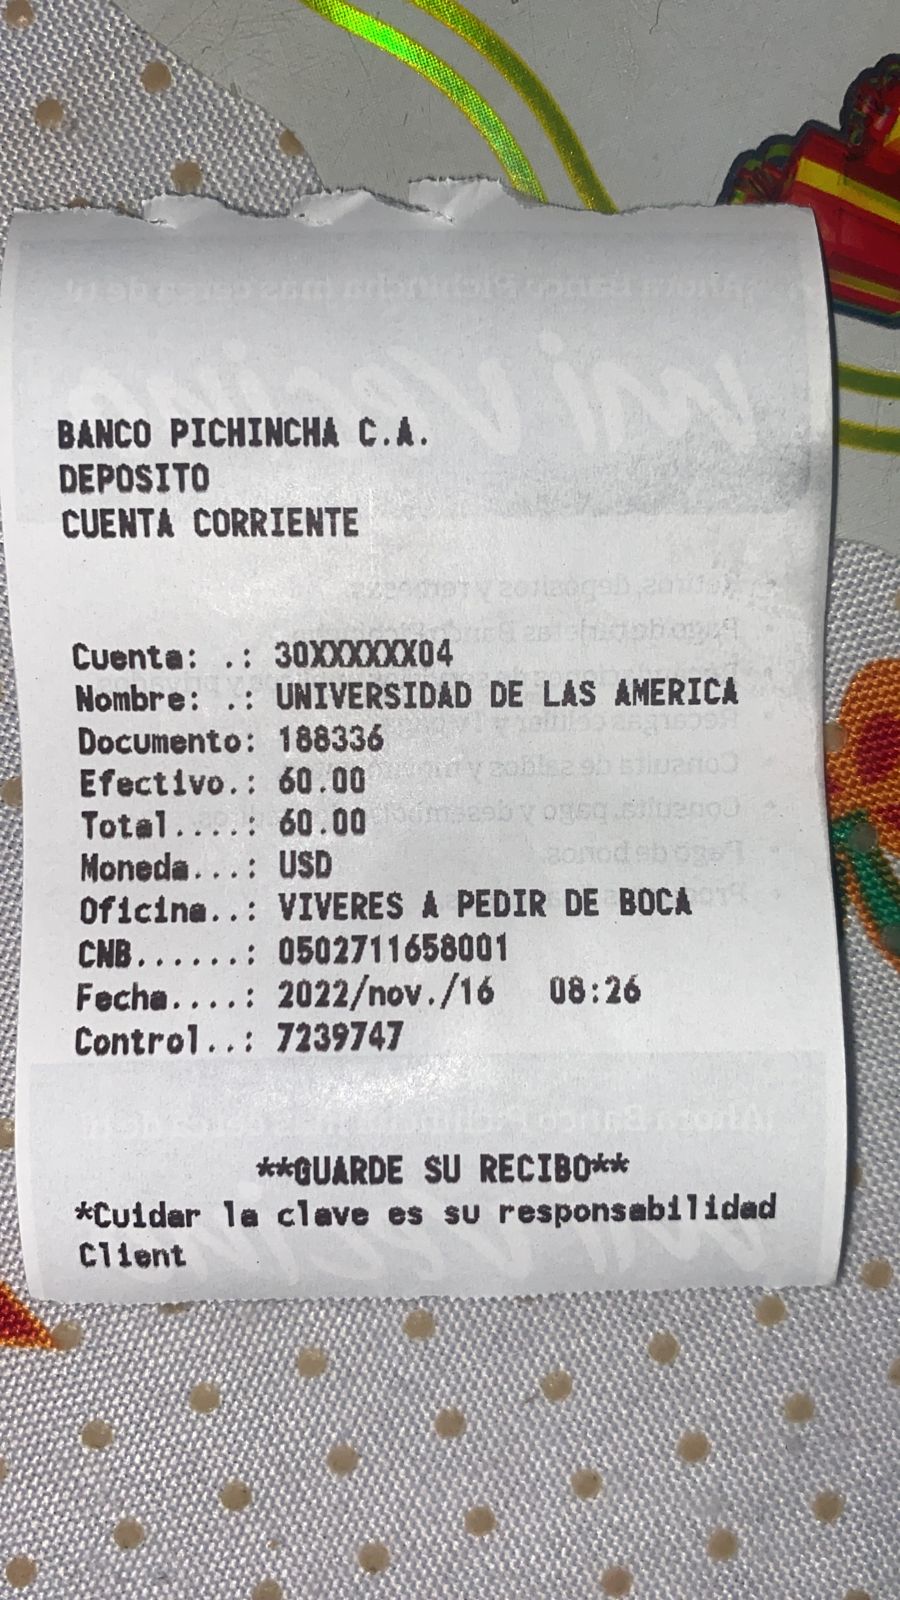 BANCO PICHINCHA C.A.
DEPOSITO
CUENTA CORRIENTE
Cuenta: .: 30XXXXXX04
Nombre: .: UNIVERSIDAD DE LAS AMERICA
Documento: 188336
Efectivo.: 60.00
Total....: 60.00
Moneda...: USD
Oficina..: VIVERES A PEDIR DE BOCA
CNB......: 0502711658001
Fecha....: 2022/nov./16 08:26
Control..: 7239747
**GUARDE SU RECIBO**
*Cuidar la clave es su responsabilidad
Client